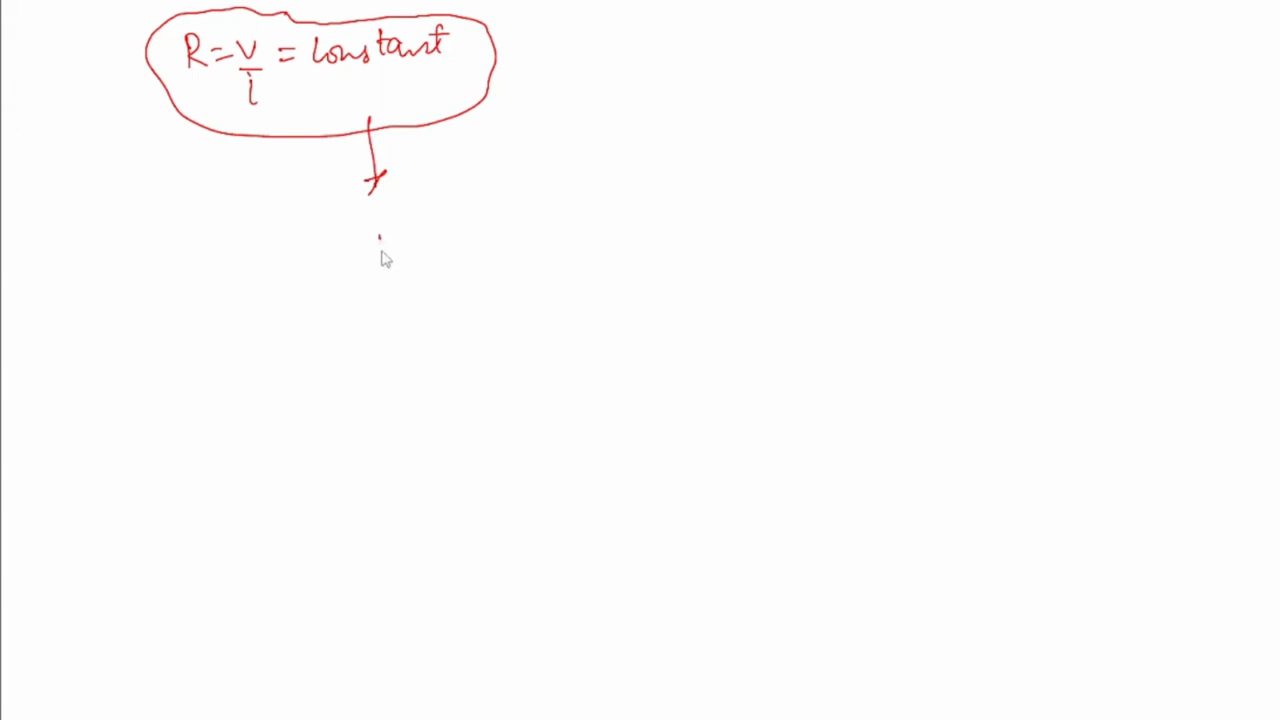 R = v/i = constant